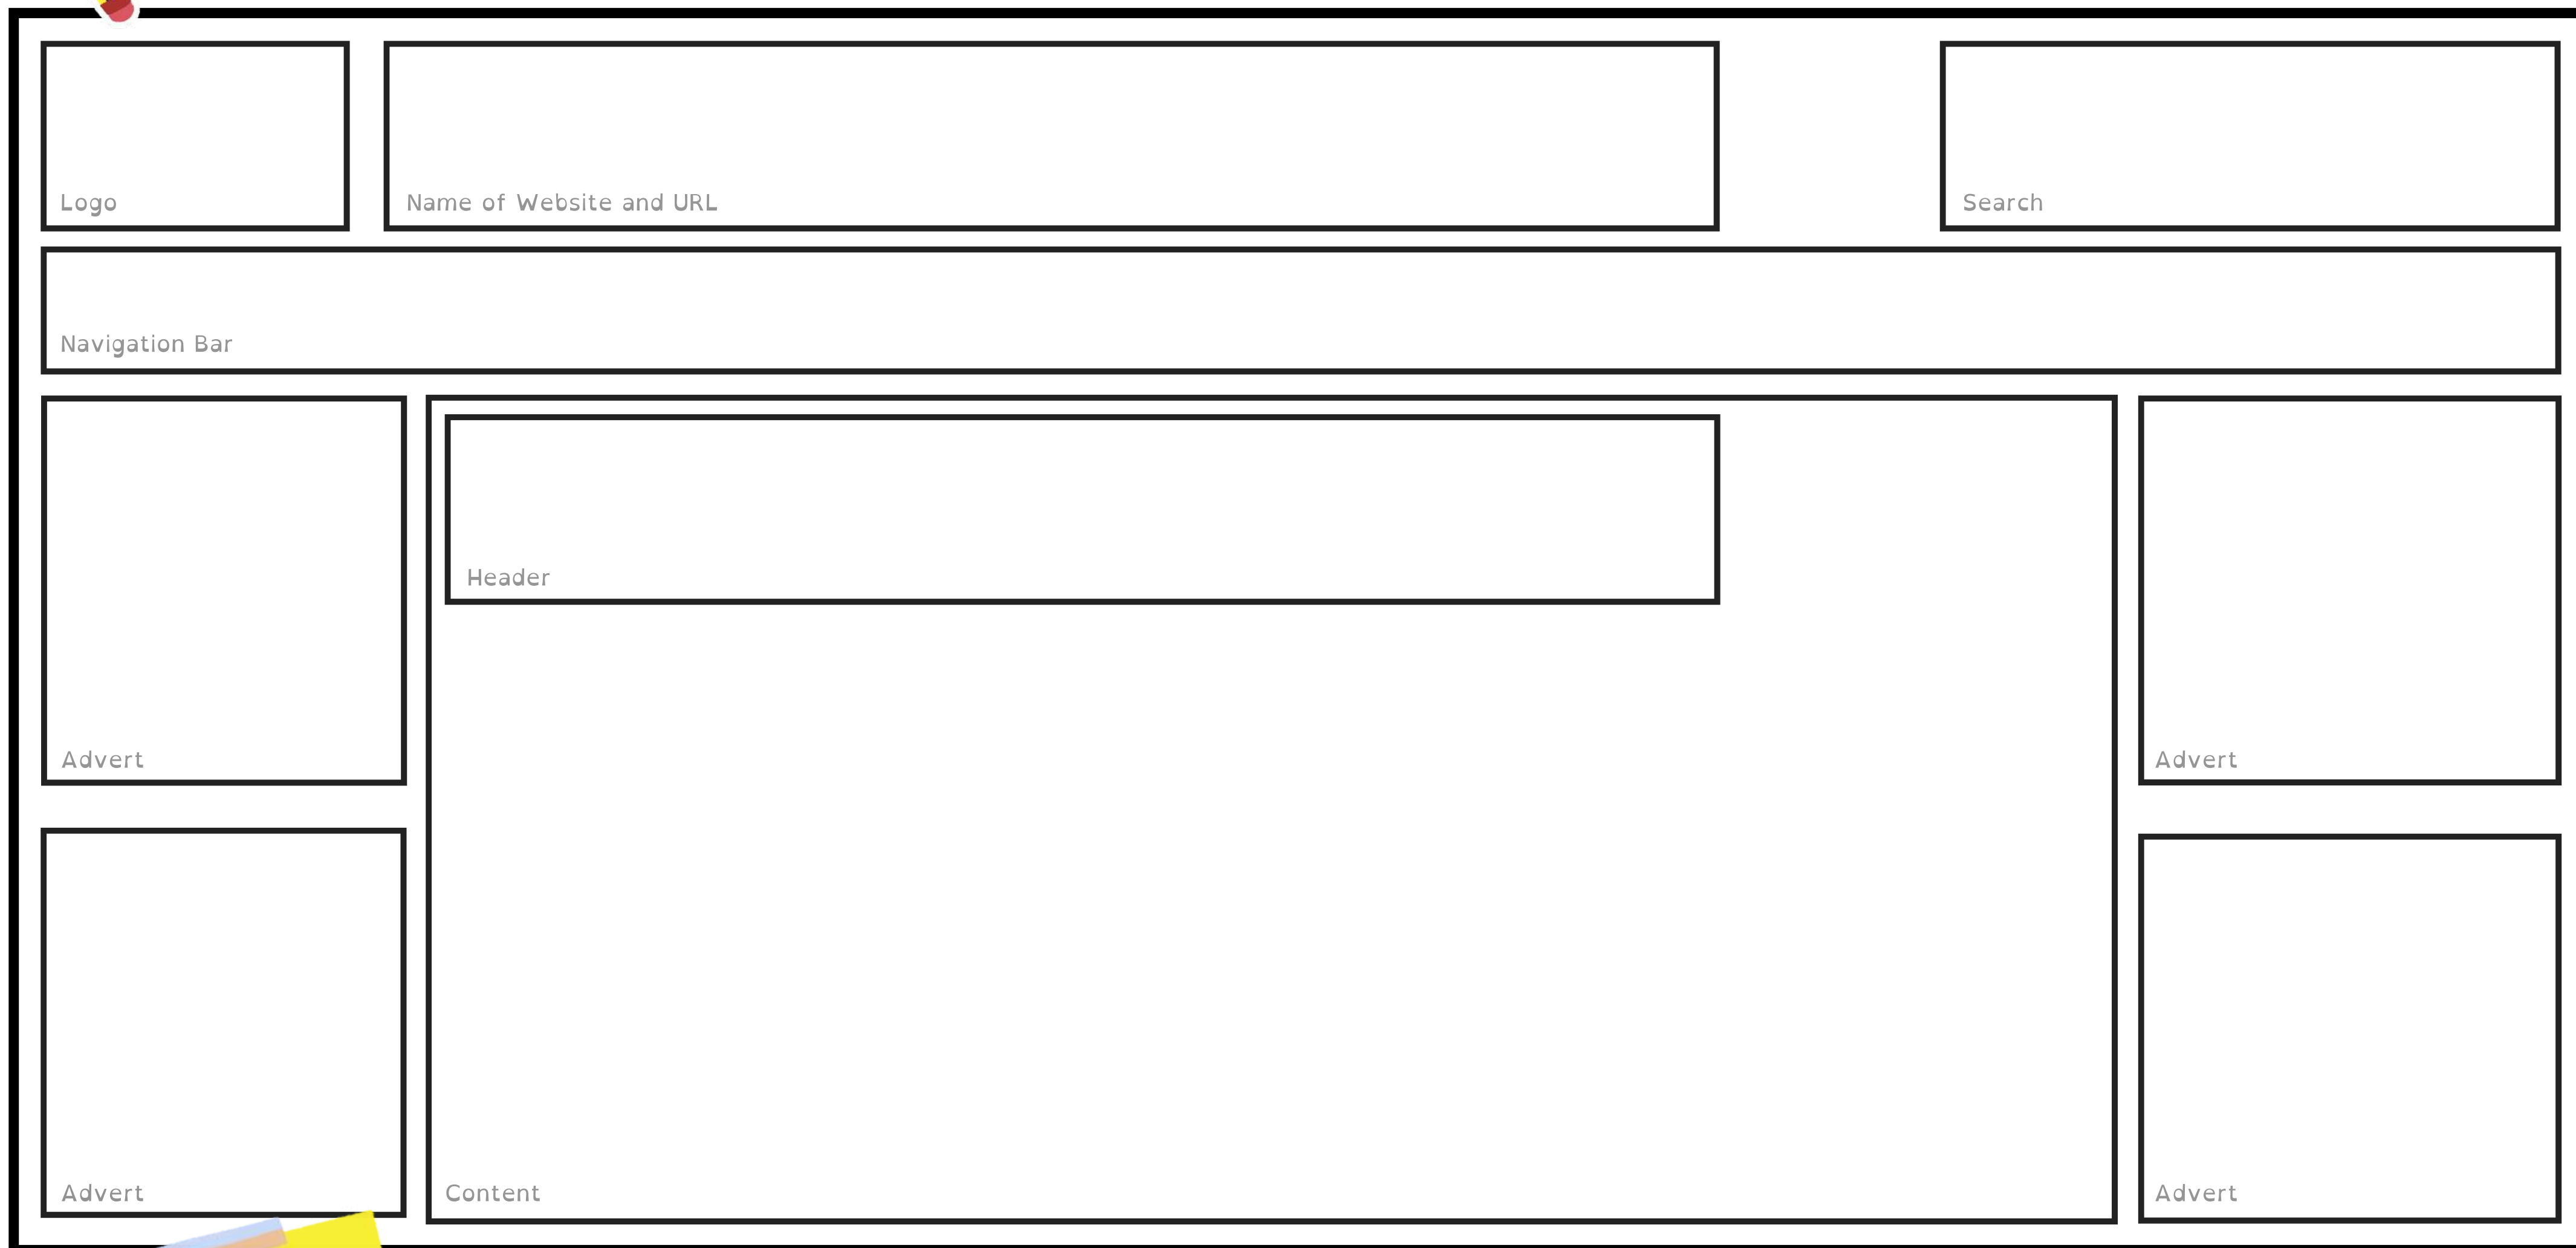 Logo
Name of Website and URL
Search
Navigation Bar
Header
Advert
Advert
Advert
Content
Advert